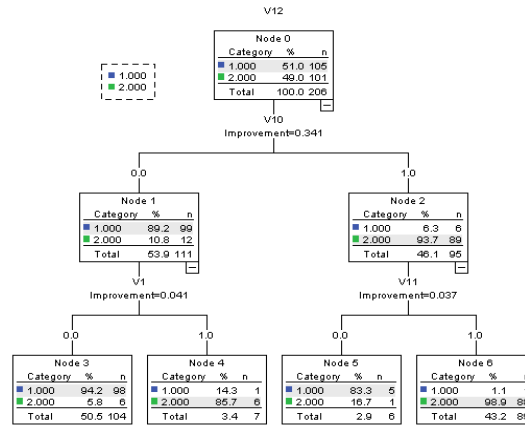 V12
Node 0
Category % n
1.000 51.0 105
2.000 49.0 101
Total 100.0 206
1.000
2.000
V10
Improvement=0.341
0.0
1.0
Node 1
Category % n
1.000 89.2 99
2.000 10.8 12
Total 53.9 111
Node 2
Category % n
1.000 6.3 6
2.000 93.7 89
Total 46.1 95
V1
Improvement=0.041
V11
Improvement=0.037
0.0
1.0
0.0
1.0
Node 3
Category % n
1.000 94.2 98
2.000 5.8 6
Total 50.5 104
Node 4
Category % n
1.000 14.3 1
2.000 85.7 6
Total 3.4 7
Node 5
Category % n
1.000 83.3 5
2.000 16.7 1
Total 2.9 6
Node 6
Category % n
1.000 1.1
2.000 98.9
Total 43.2